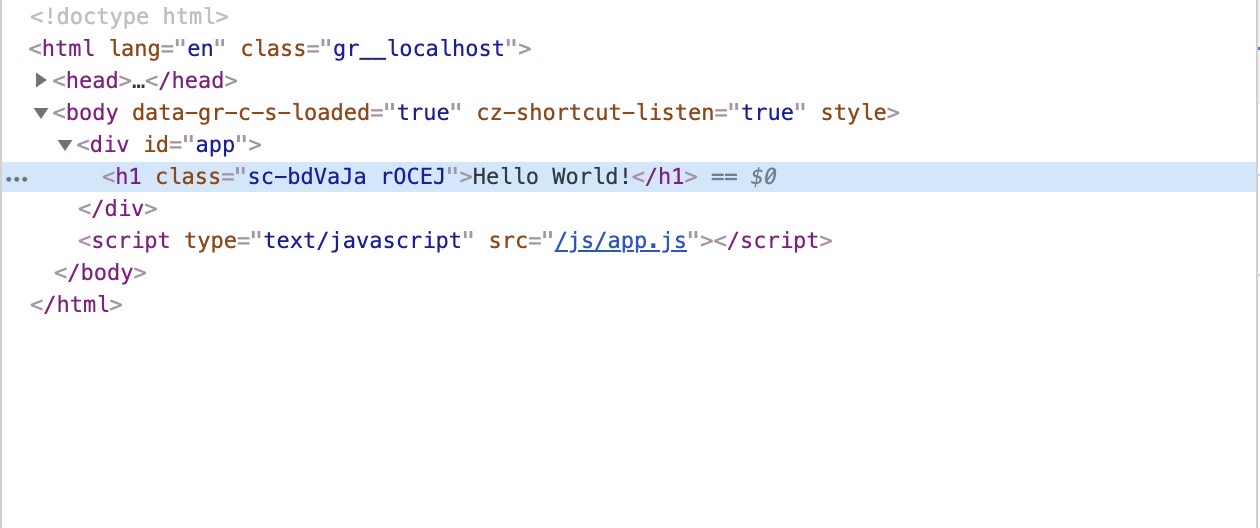 <!doctype html>
<html lang="en" class="gr__localhost">
<head>…</head>
<body data-gr-c-s-loaded="true" cz-shortcut-listen="true" style>
<div id="app">
<h1 class="sc-bdVaJa rOCEJ">Hello World!</h1> == $0
</div>
<script type="text/javascript" src="/js/app.js"></script>
</body>
</html>